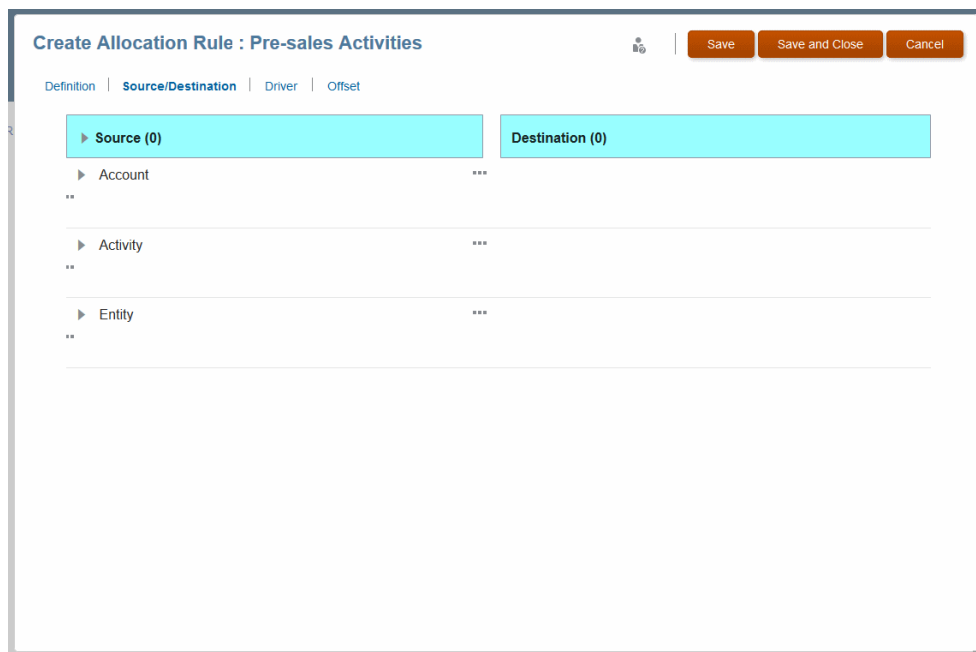 Create Allocation Rule : Pre-sales Activities
Save Save and Close Cancel
Definition Source/Destination Driver Offset
Source (0) Destination (0)
Account
Activity
Entity